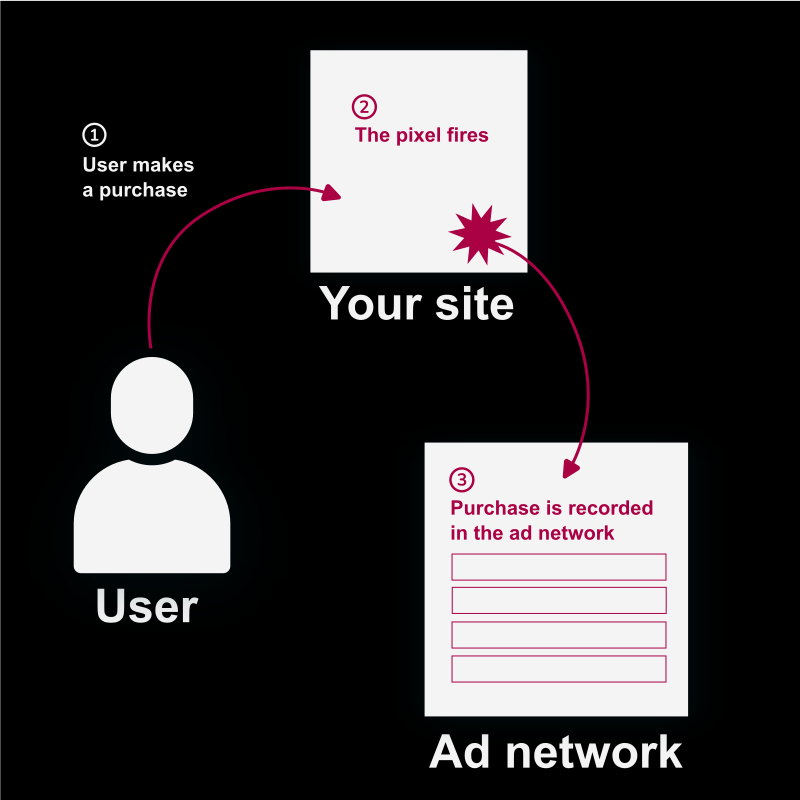 ①
User makes
a purchase
②
The pixel fires
Your site
User
③
Purchase is recorded
in the ad network
Ad network